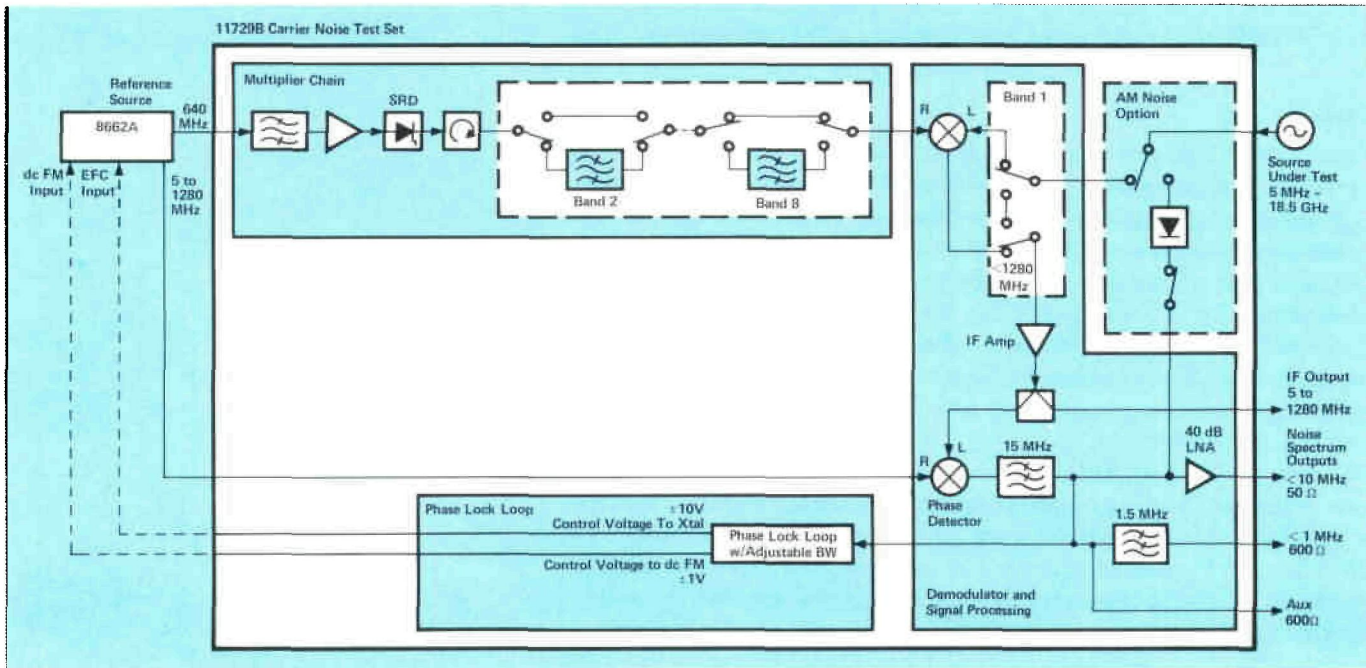 11729B Carrier Noise Test Set
Reference
Source
8662A
640
MHz
dc FM
Input
EFC
Input
5 to
1280
MHz
Multiplier Chain
SRD
Band 2
Band 8
R
L
Band 1
<1280
MHz
AM Noise
Option
Source
Under Test
5 MHz –
18.5 GHz
IF Amp
IF Output
5 to
1280 MHz
R
L
Phase
Detector
15 MHz
40 dB
LNA
Noise
Spectrum
Outputs
<10 MHz
50 Ω
1.5 MHz
< 1 MHz
600 Ω
Aux
600Ω
Phase Lock Loop
±10V
Control Voltage To Xtal
Phase Lock Loop
w/Adjustable BW
Control Voltage to dc FM
±1V
Demodulator and
Signal Processing